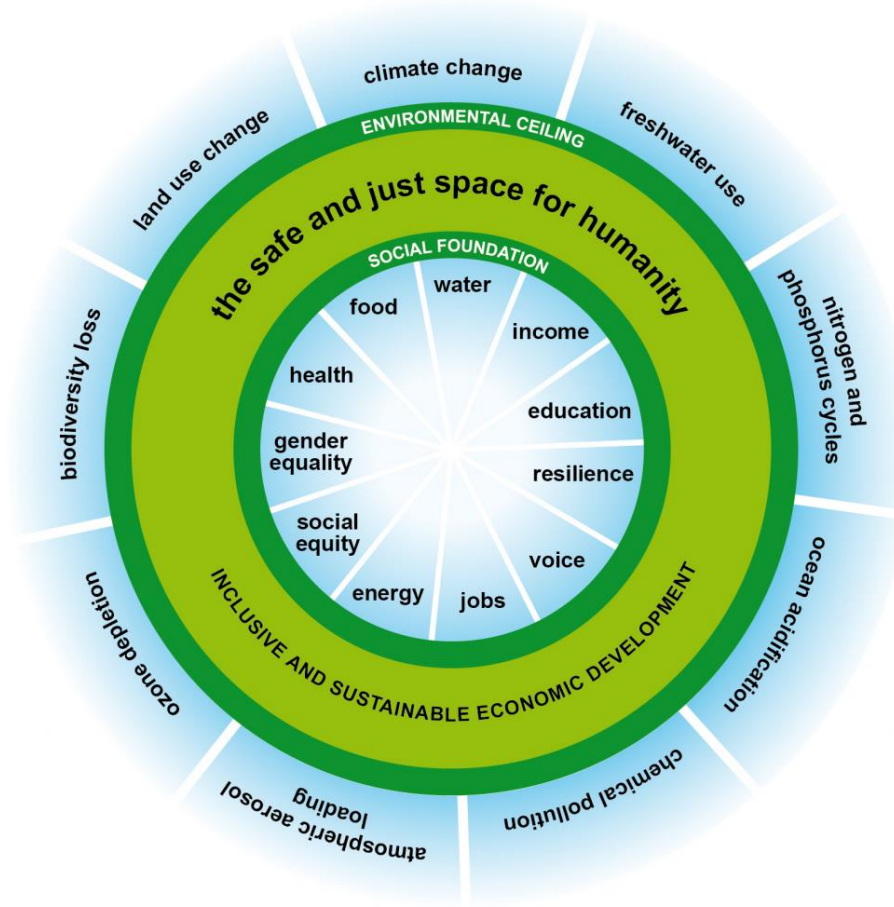 climate change
freshwater use
nitrogen and
phosphorus cycles
ocean acidification
chemical pollution
atmospheric aerosol
loading
ozone depletion
biodiversity loss
land use change
ENVIRONMENTAL CEILING
the safe and just space for humanity
SOCIAL FOUNDATION
water
income
education
resilience
voice
jobs
energy
social
equity
gender
equality
health
food
INCLUSIVE AND SUSTAINABLE ECONOMIC DEVELOPMENT